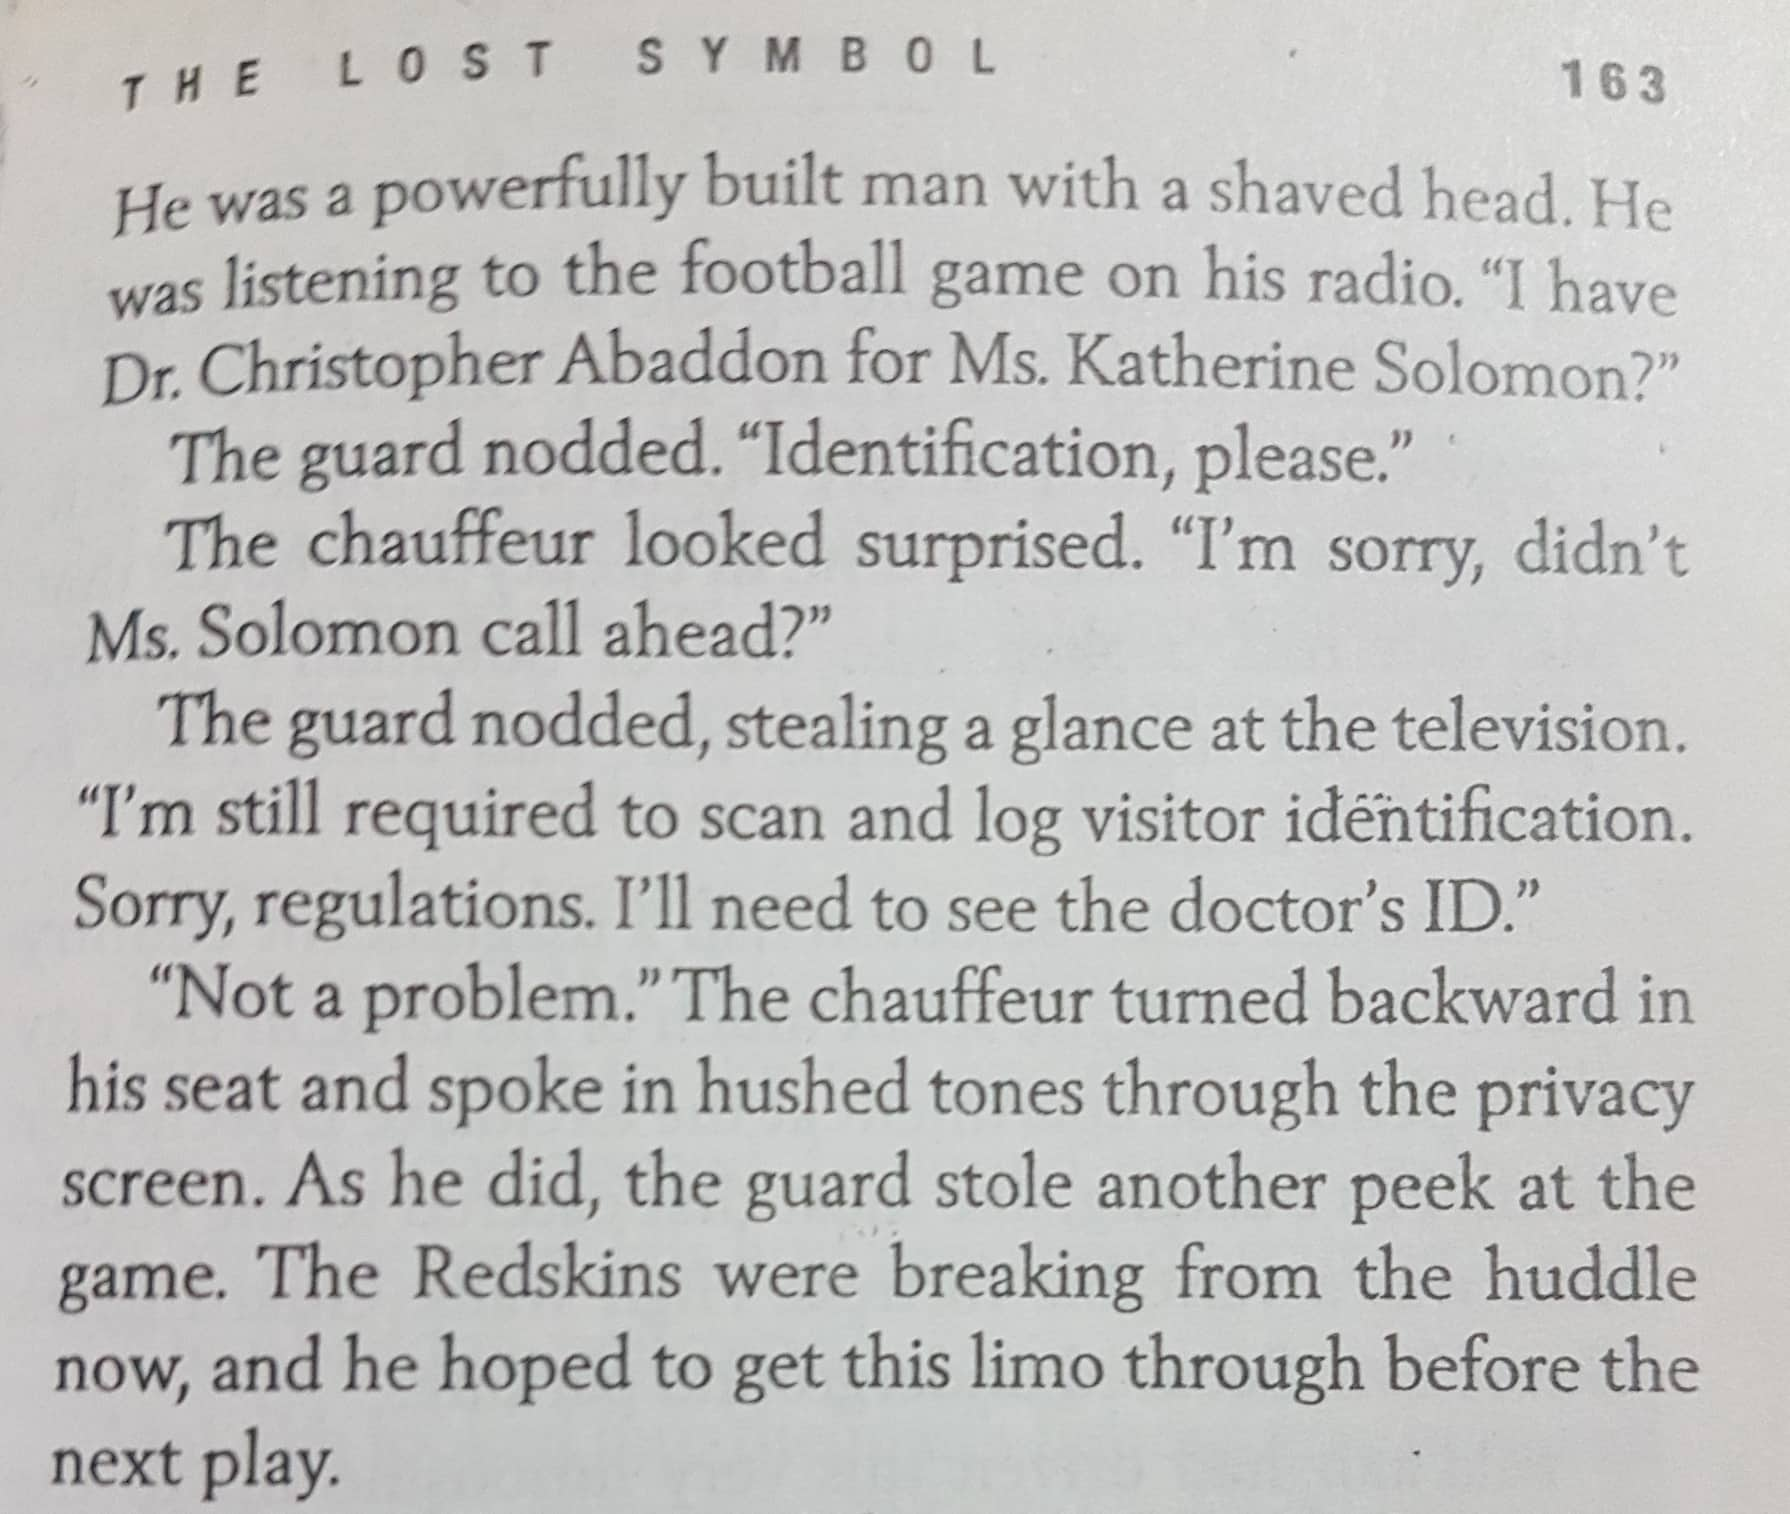 THE LOST SYMBOL 163
He was a powerfully built man with a shaved head. He
was listening to the football game on his radio. “I have
Dr. Christopher Abaddon for Ms. Katherine Solomon?”
The guard nodded. “Identification, please.”
The chauffeur looked surprised. “I’m sorry, didn’t
Ms. Solomon call ahead?”
The guard nodded, stealing a glance at the television.
“I’m still required to scan and log visitor identification.
Sorry, regulations. I’ll need to see the doctor’s ID.”
“Not a problem.” The chauffeur turned backward in
his seat and spoke in hushed tones through the privacy
screen. As he did, the guard stole another peek at the
game. The Redskins were breaking from the huddle
now, and he hoped to get this limo through before the
next play.